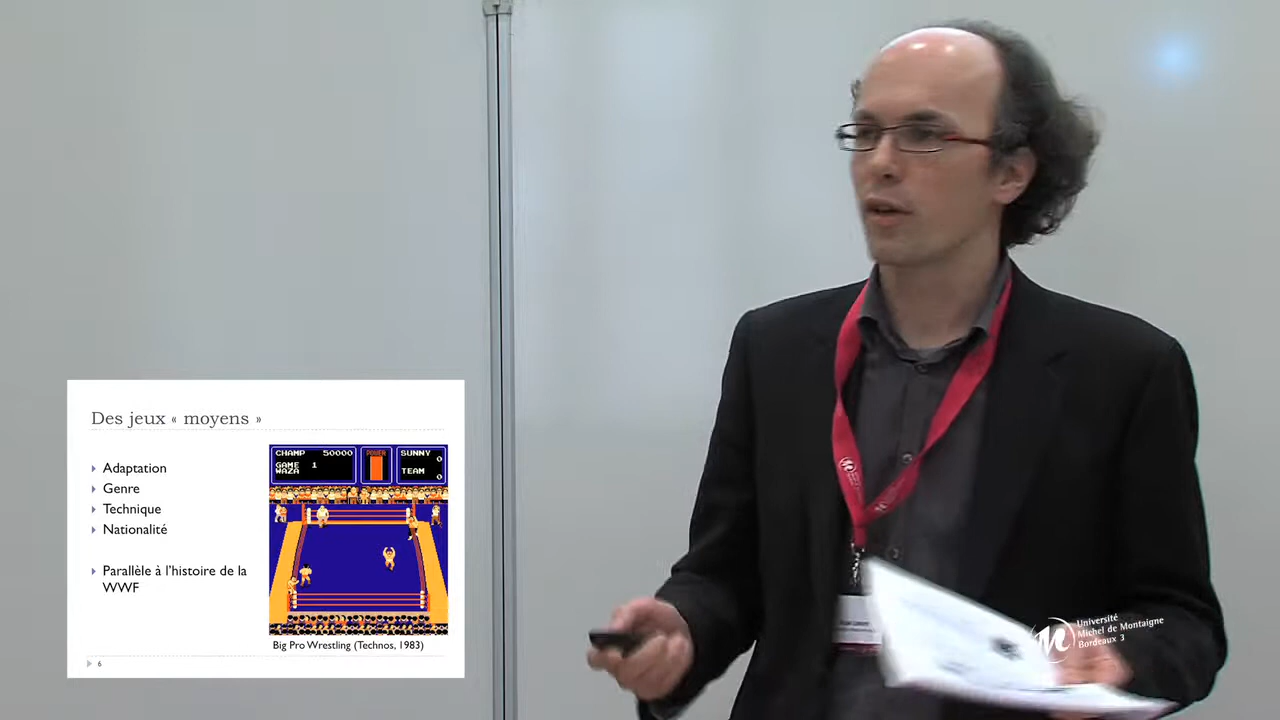 Des jeux « moyens »
Adaptation
Genre
Technique
Nationalité
Parallèle à l'histoire de la
WWF
CHAMP 50000
GAME 1
WAZA
POWER
SUNNY
0
TEAM
0
Big Pro Wrestling (Technos, 1983)
6
Université
Michel de Montaigne
Bordeaux 3